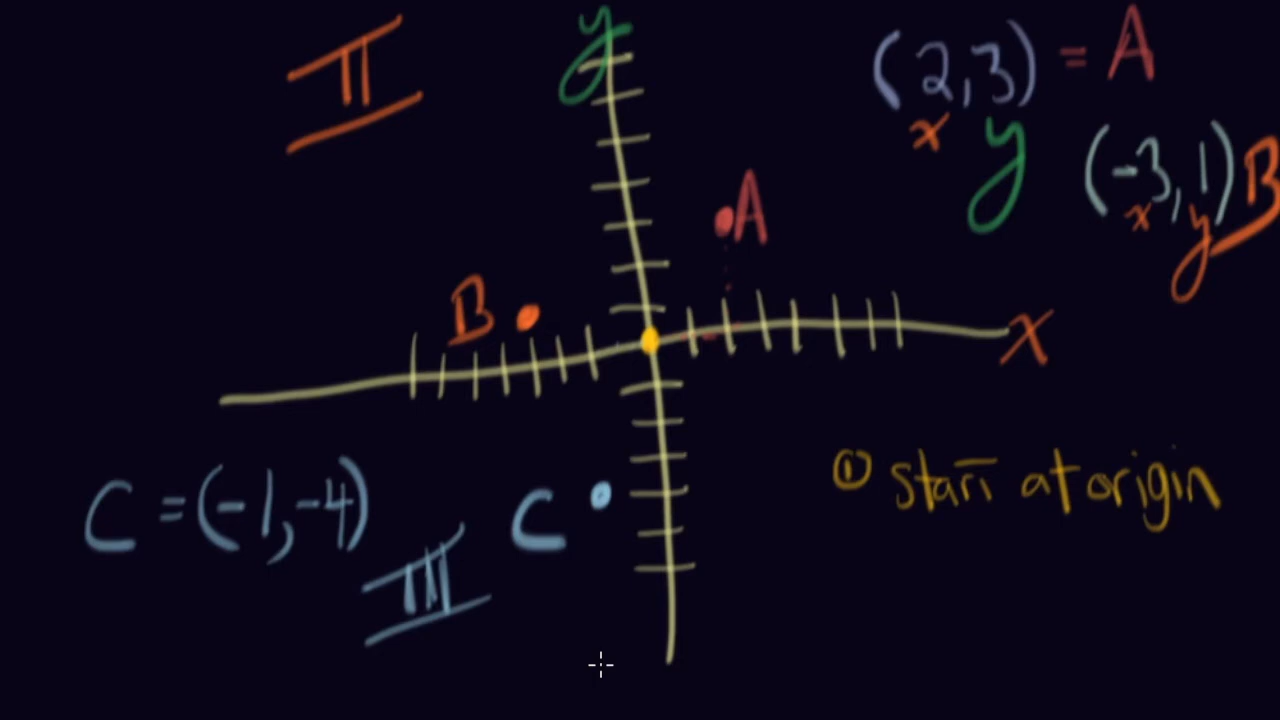 II
y
(2,3) = A
x y
(-3,1) B
x y
A
B
x
C = (-1,-4)
C
III
① start at origin